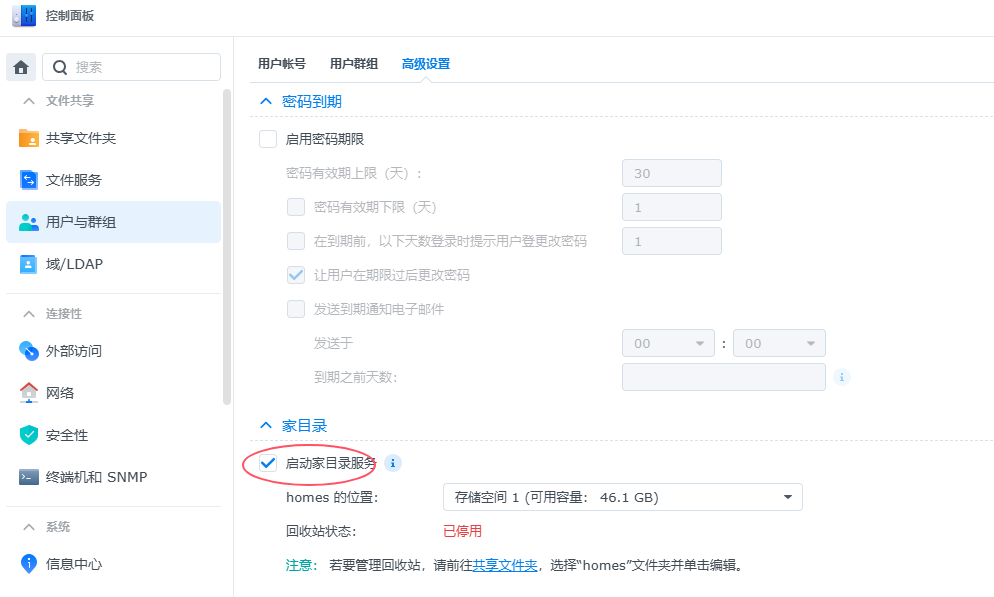 控制面板
搜索
文件共享
共享文件夹
文件服务
用户与群组
域/LDAP
连接性
外部访问
网络
安全性
终端机和 SNMP
系统
信息中心
用户帐号 用户群组 高级设置
密码到期
启用密码期限
密码有效期上限（天）: 30
密码有效期下限（天） 1
在到期前，以下天数登录时提示用户登更改密码 1
让用户在期限过后更改密码
发送到期通知电子邮件
发送于 00 : 00
到期之前天数:
家目录
启动家目录服务
homes 的位置: 存储空间 1 (可用容量: 46.1 GB)
回收站状态: 已停用
注意: 若要管理回收站，请前往共享文件夹，选择“homes”文件夹并单击编辑。